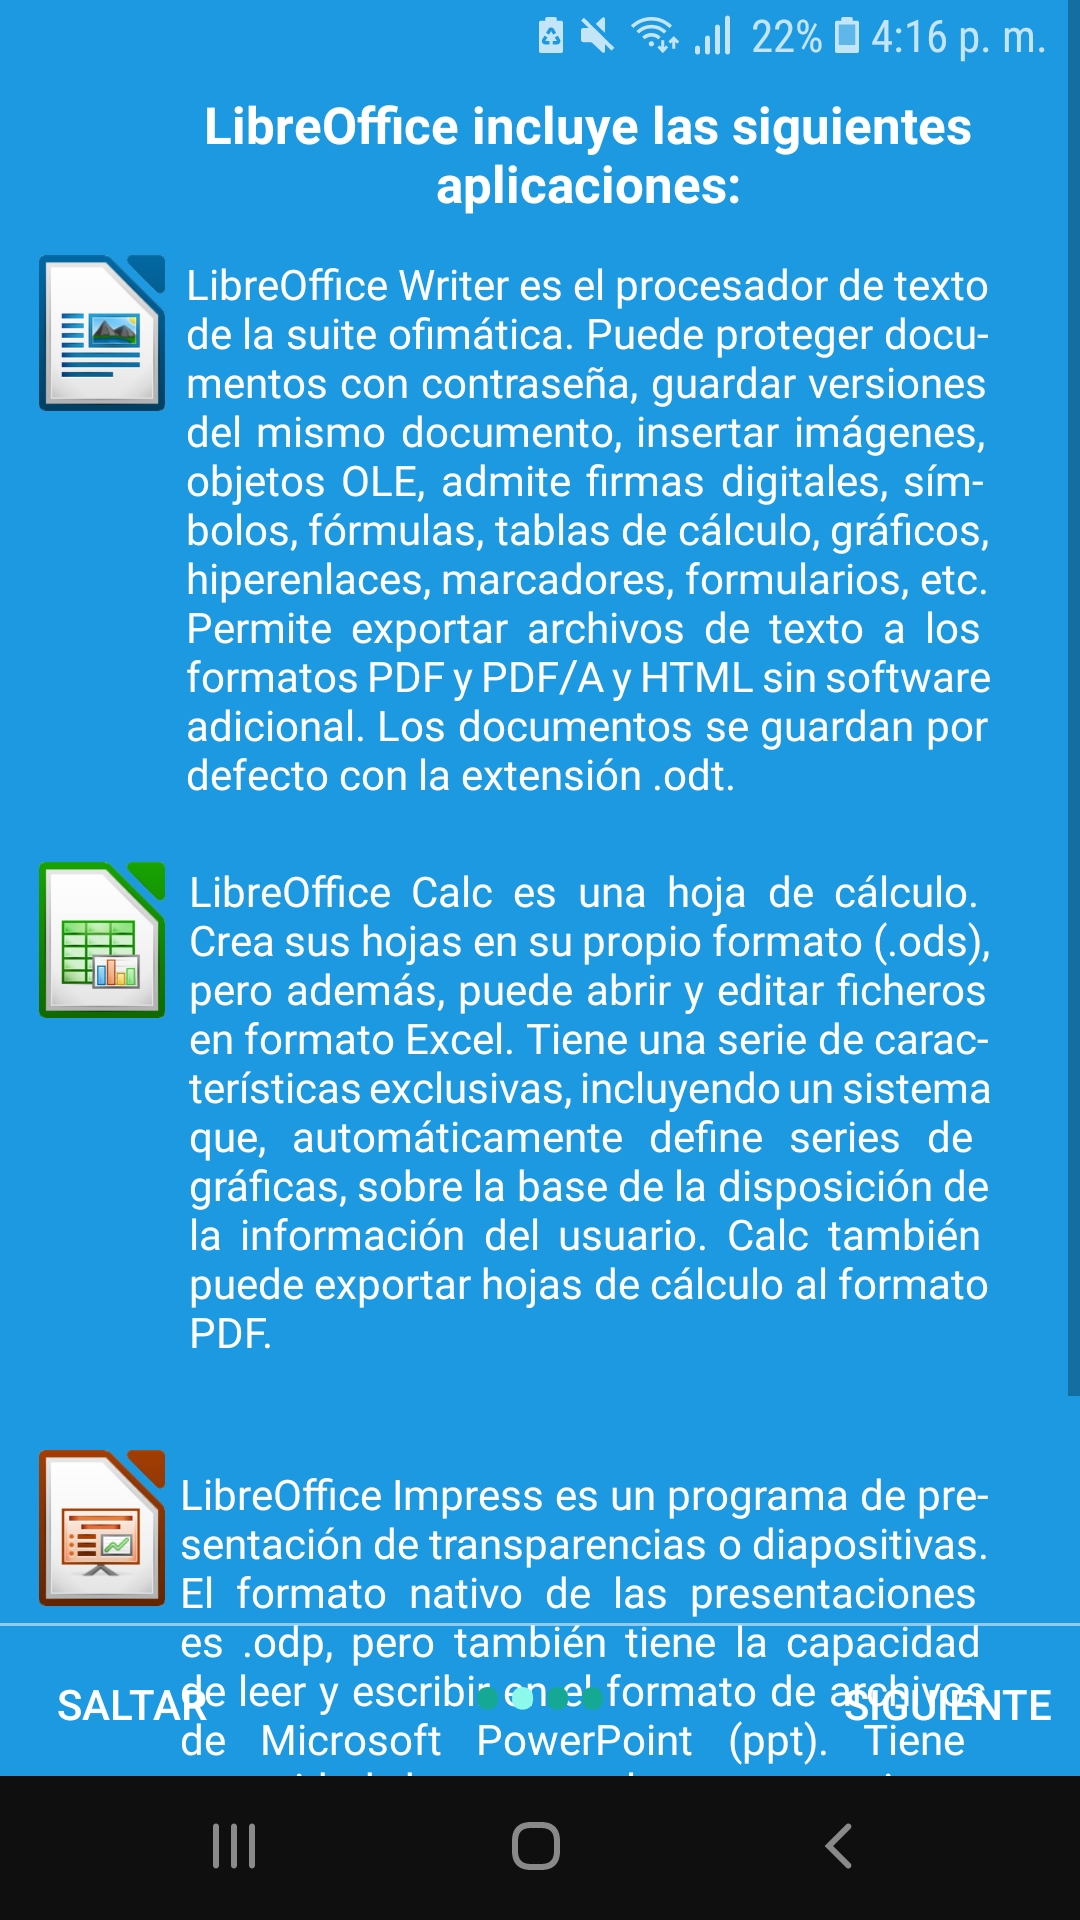 22% 4:16 p. m.
LibreOffice incluye las siguientes
aplicaciones:
LibreOffice Writer es el procesador de texto
de la suite ofimática. Puede proteger docu-
mentos con contraseña, guardar versiones
del mismo documento, insertar imágenes,
objetos OLE, admite firmas digitales, sím-
bolos, fórmulas, tablas de cálculo, gráficos,
hiperenlaces, marcadores, formularios, etc.
Permite exportar archivos de texto a los
formatos PDF y PDF/A y HTML sin software
adicional. Los documentos se guardan por
defecto con la extensión .odt.
LibreOffice Calc es una hoja de cálculo.
Crea sus hojas en su propio formato (.ods),
pero además, puede abrir y editar ficheros
en formato Excel. Tiene una serie de carac-
terísticas exclusivas, incluyendo un sistema
que, automáticamente define series de
gráficas, sobre la base de la disposición de
la información del usuario. Calc también
puede exportar hojas de cálculo al formato
PDF.
LibreOffice Impress es un programa de pre-
sentación de transparencias o diapositivas.
El formato nativo de las presentaciones
es .odp, pero también tiene la capacidad
de leer y escribir en el formato de archivos
SALTAR
SIGUIENTE
de Microsoft PowerPoint (ppt). Tiene